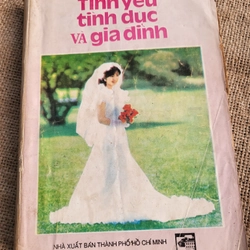 tình yêu
tình dục
VÀ gia đình
NHÀ XUẤT BẢN THÀNH PHỐ HỒ CHÍ MINH